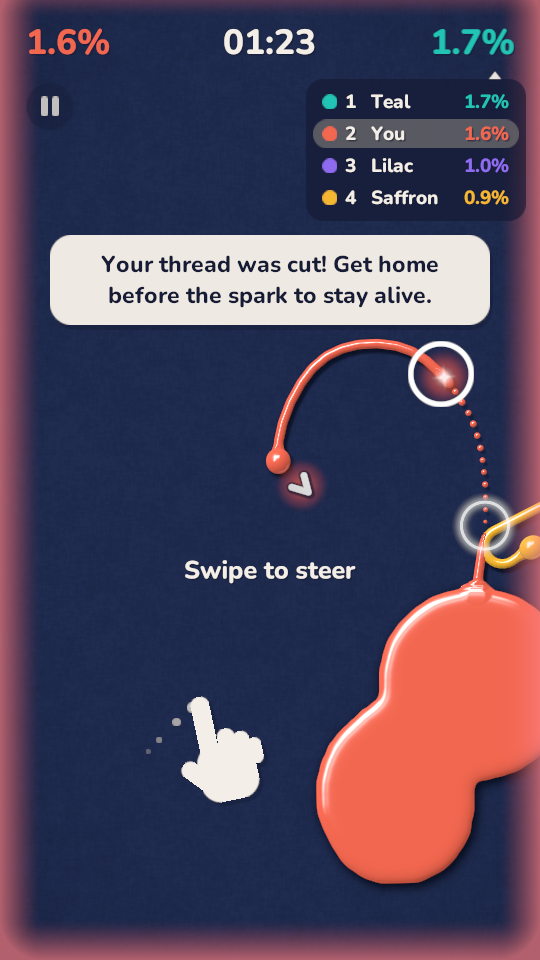 1.6% 01:23 1.7%
1 Teal 1.7%
2 You 1.6%
3 Lilac 1.0%
4 Saffron 0.9%
Your thread was cut! Get home
before the spark to stay alive.
Swipe to steer